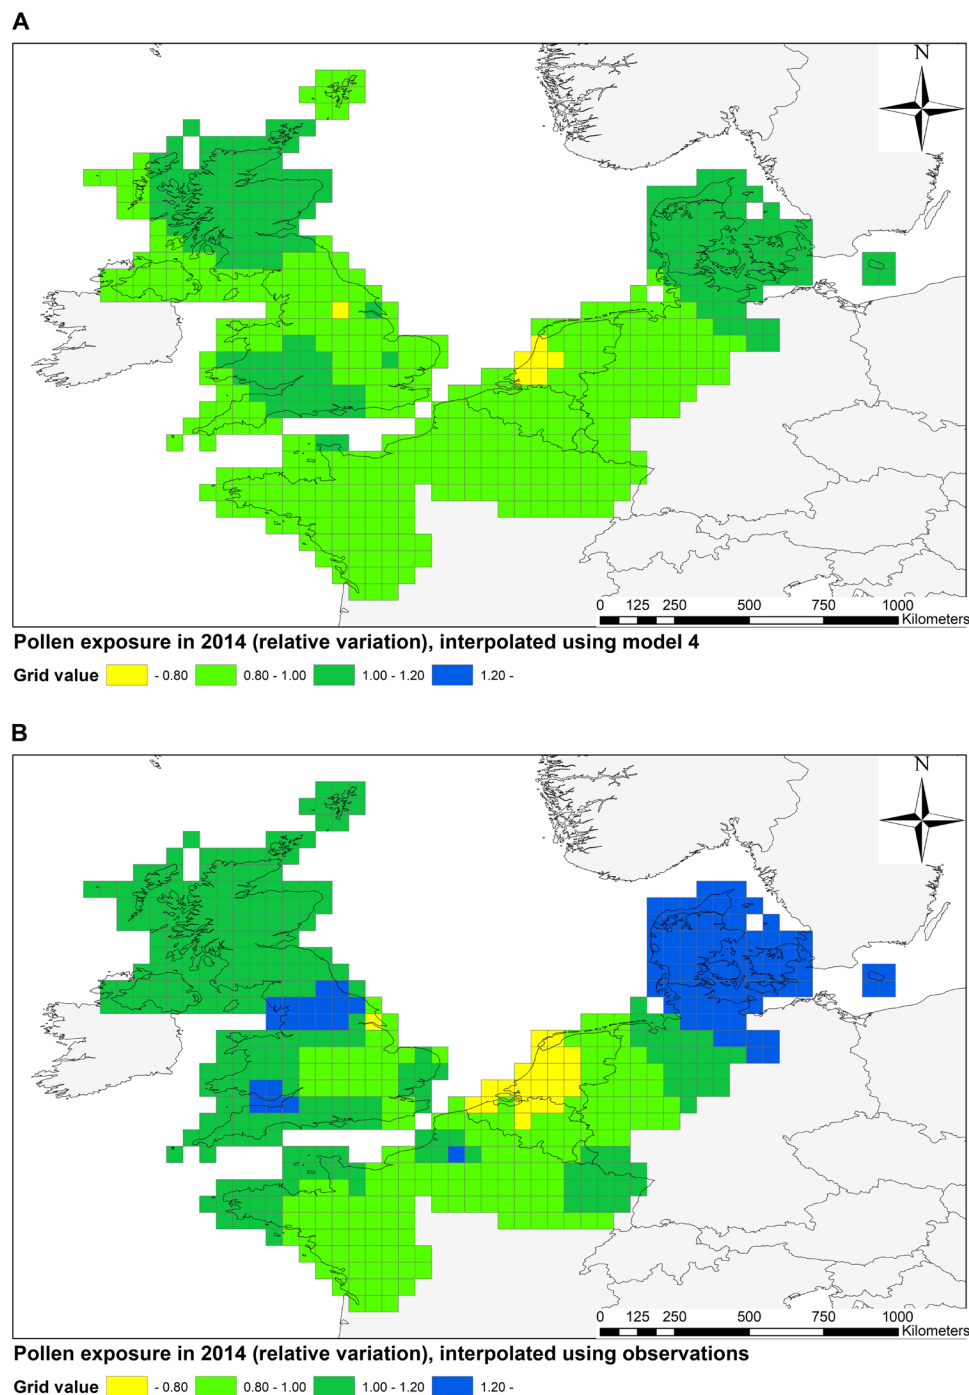 A
N
0 125 250 500 750 1000
Kilometers
Pollen exposure in 2014 (relative variation), interpolated using model 4
Grid value - 0.80 0.80 - 1.00 1.00 - 1.20 1.20 -
B
N
0 125 250 500 750 1000
Kilometers
Pollen exposure in 2014 (relative variation), interpolated using observations
Grid value - 0.80 0.80 - 1.00 1.00 - 1.20 1.20 -